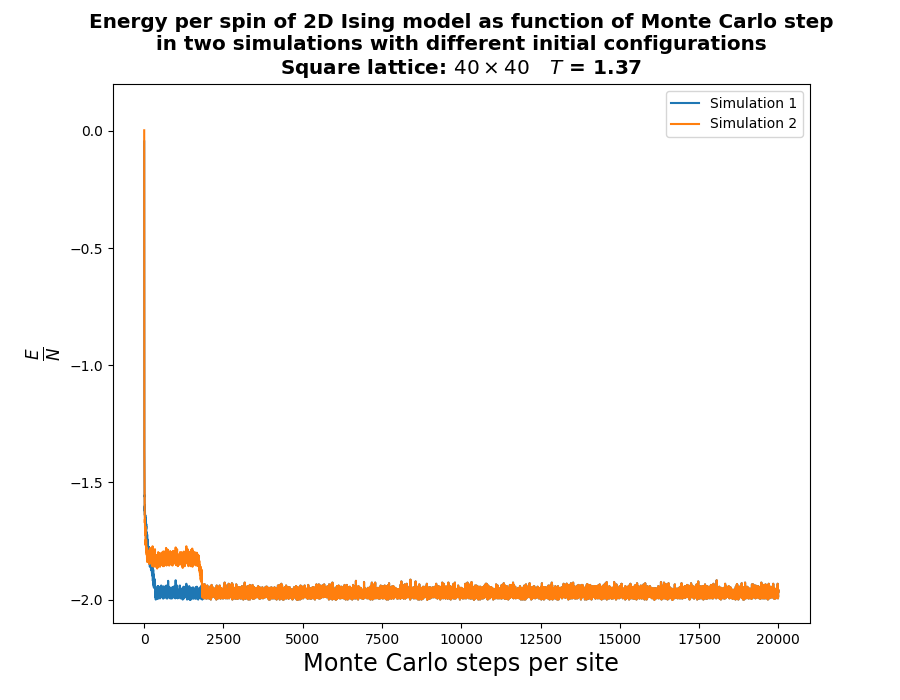 Energy per spin of 2D Ising model as function of Monte Carlo step
in two simulations with different initial configurations
Square lattice: 40 × 40 T = 1.37
Simulation 1
Simulation 2
0.0
−0.5
−1.0
−1.5
−2.0
E
N
0 2500 5000 7500 10000 12500 15000 17500 20000
Monte Carlo steps per site